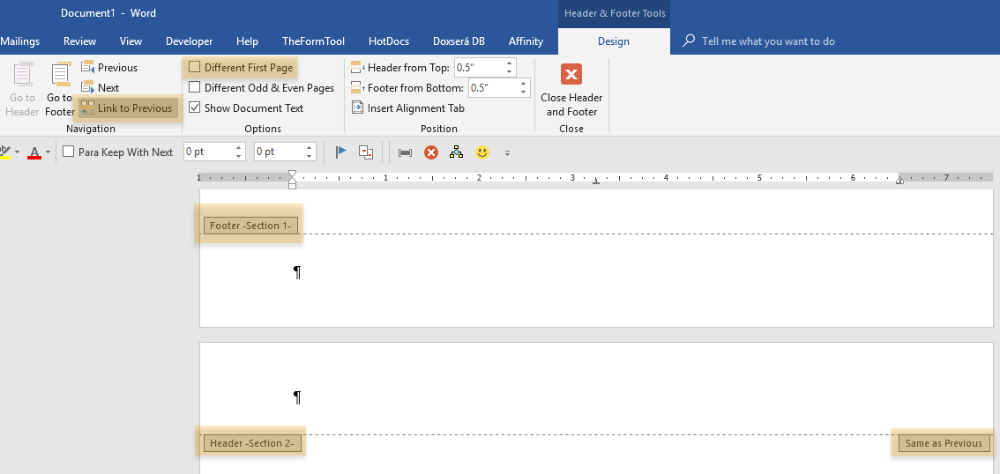 Document1 - Word
Header & Footer Tools
Mailings Review View Developer Help TheFormTool HotDocs Doxserá DB Affinity Design Tell me what you want to do
Go to Header
Go to Footer
Previous
Next
Link to Previous
Navigation
Different First Page
Different Odd & Even Pages
Show Document Text
Options
Header from Top: 0.5"
Footer from Bottom: 0.5"
Insert Alignment Tab
Position
Close Header and Footer
Close
ab A Para Keep With Next 0 pt 0 pt
1 1 2 3 4 5 6 7
Footer -Section 1-
¶
¶
Header -Section 2- Same as Previous